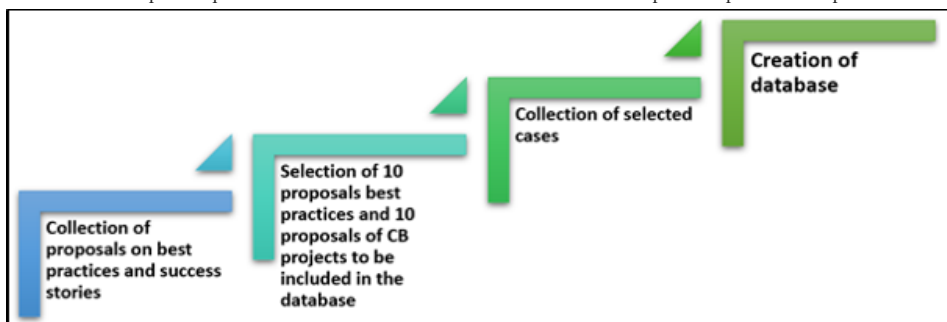 Collection of
proposals on best
practices and success
stories
Selection of 10
proposals best
practices and 10
proposals of CB
projects to be
included in the
database
Collection of selected
cases
Creation of
database